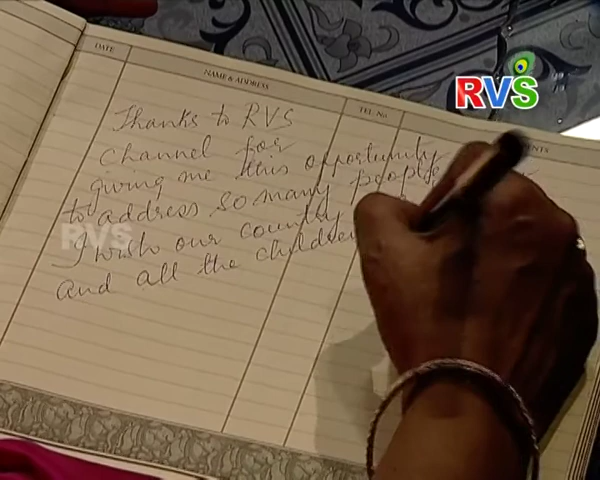 RVS
DATE NAME & ADDRESS TEL. No.
Thanks to RVS
channel for
giving me this opportunity
to address so many people
RVS
I wish our country
and all the children